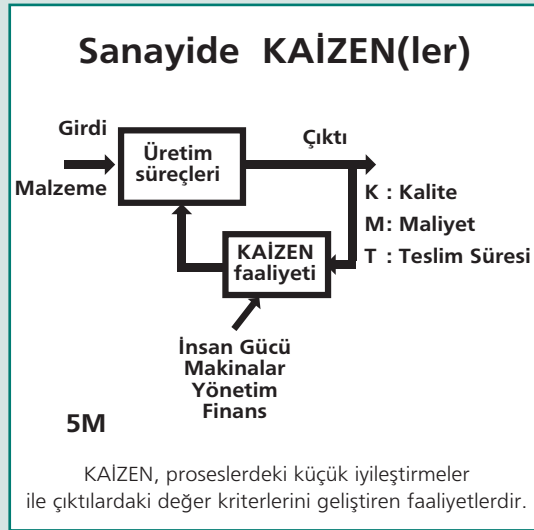 Sanayide KAİZEN(ler)
Girdi
Malzeme
Üretim
süreçleri
Çıktı
K : Kalite
M: Maliyet
T : Teslim Süresi
KAİZEN
faaliyeti
İnsan Gücü
Makinalar
Yönetim
Finans
5M
KAİZEN, proseslerdeki küçük iyileştirmeler
ile çıktılardaki değer kriterlerini geliştiren faaliyetlerdir.